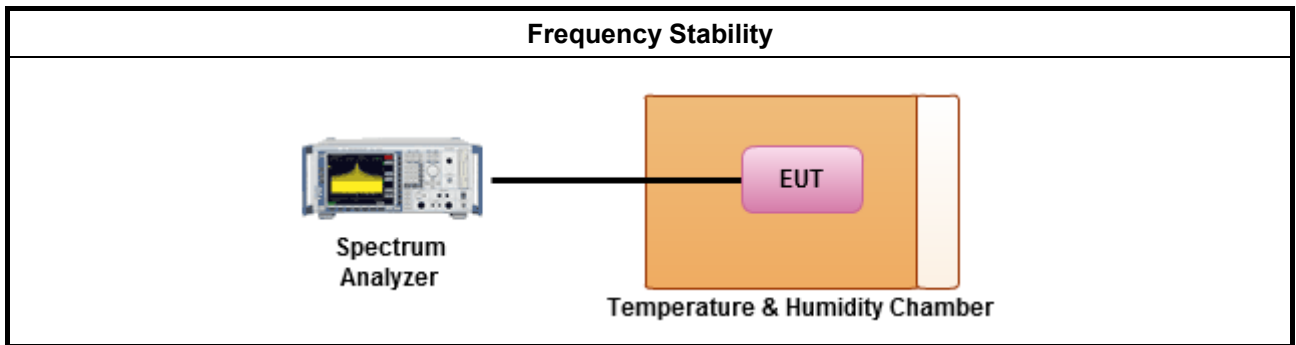 Frequency Stability
EUT
Spectrum
Analyzer
Temperature & Humidity Chamber